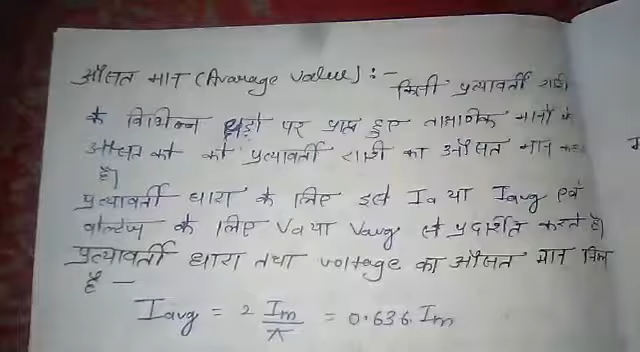 औसत मान (Avarage value) : -
किसी प्रत्यावर्ती राशी
के विभिन्न क्षणों पर प्राप्त हुए तात्क्षणिक मानों के
औसत को को प्रत्यावर्ती राशी का औसत मान
है।
प्रत्यावर्ती धारा के लिए इसे Ia या Iavg एवं
वोल्टेज के लिए Va या Vavg से प्रदर्शित करते है।
प्रत्यावर्ती धारा तथा voltage का औसत मान निम्न
है —
Iavg = 2 Im/π = 0.636 Im